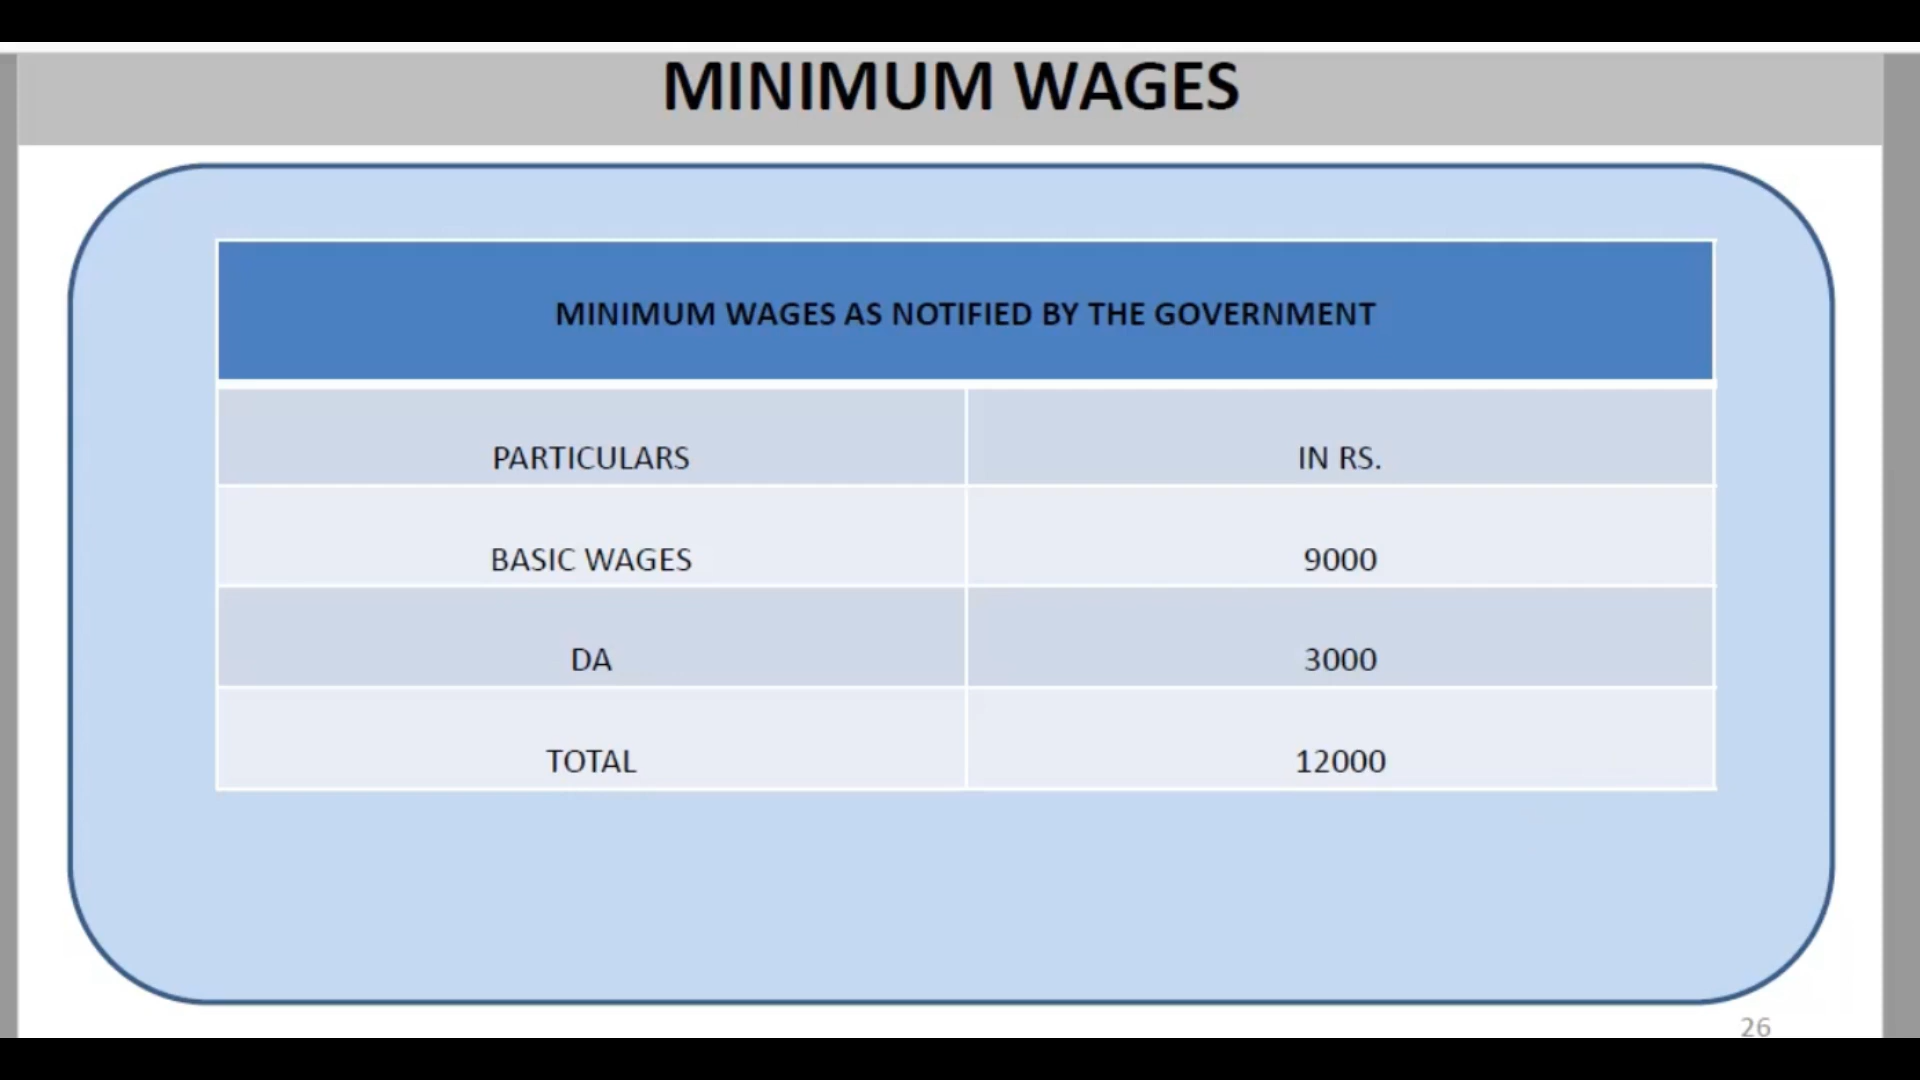 MINIMUM WAGES
MINIMUM WAGES AS NOTIFIED BY THE GOVERNMENT
PARTICULARS IN RS.
BASIC WAGES 9000
DA 3000
TOTAL 12000
26